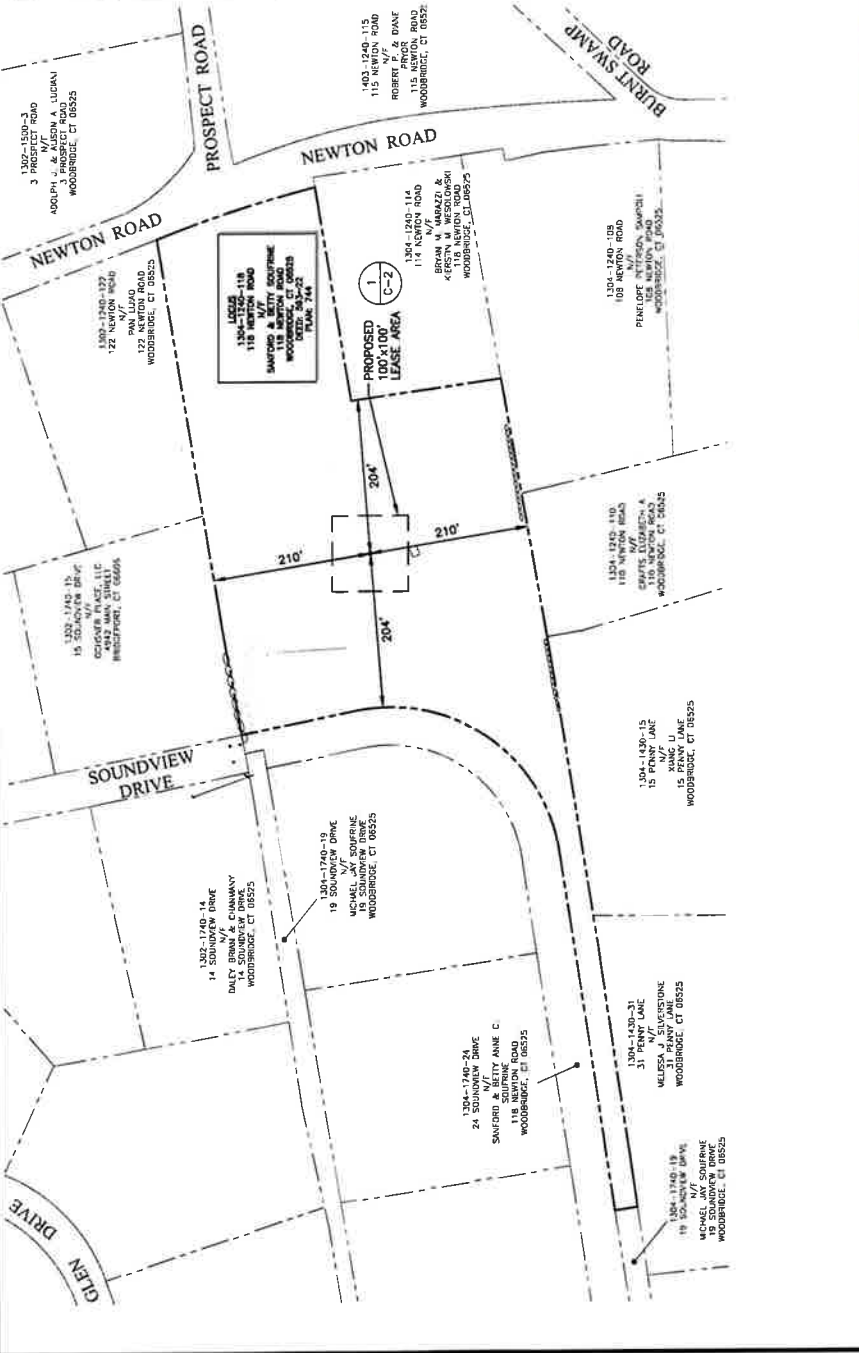 1302-1500-3
3 PROSPECT ROAD
N/F
ADOLPH J. & ALISON A. LUCIANI
3 PROSPECT ROAD
WOODBRIDGE, CT 06525
PROSPECT ROAD
1403-1240-115
115 NEWTON ROAD
N/F
ROBERT P. & DIANE
PRYOR
115 NEWTON ROAD
WOODBRIDGE, CT 0652
BURNT SWAMP
ROAD
NEWTON ROAD
NEWTON ROAD
1302-1240-122
122 NEWTON ROAD
N/F
PAN
122 NEWTON ROAD
WOODBRIDGE, CT 06525
LOCUS
1304-1240-118
118 NEWTON ROAD
N/F
SANFORD & BETTY SOUFRINE
118 NEWTON ROAD
WOODBRIDGE, CT 06525
DEED: 593-22
PLAN: 744
1
C-2
PROPOSED
100'x100'
LEASE AREA
1304-1240-114
114 NEWTON ROAD
N/F
BRYAN M. MARAZZI &
KIERSTIN M. WESOLOWSKI
118 NEWTON ROAD
WOODBRIDGE, CT 06525
1304-1240-108
108 NEWTON ROAD
N/F
PENELOPE PETERSON
108 NEWTON ROAD
WOODBRIDGE, CT 06525
204'
210'
210'
204'
1302-1740-15
15 SOUNDVIEW DRIVE
N/F
OCHSNER PLACE, LLC
4942 MAIN STREET
BRIDGEPORT, CT 06606
1304-1240-110
110 NEWTON ROAD
N/F
CRAFTS ELIZABETH A
110 NEWTON ROAD
WOODBRIDGE, CT 06525
SOUNDVIEW
DRIVE
1304-1430-15
15 PENNY LANE
N/F
XIANG LI
15 PENNY LANE
WOODBRIDGE, CT 06525
1302-1740-14
14 SOUNDVIEW DRIVE
N/F
DALEY BRIAN & CHANMANY
14 SOUNDVIEW DRIVE
WOODBRIDGE, CT 06525
1304-1740-19
19 SOUNDVIEW DRIVE
N/F
MICHAEL JAY SOUFRINE
19 SOUNDVIEW DRIVE
WOODBRIDGE, CT 06525
1304-1740-24
24 SOUNDVIEW DRIVE
N/F
SANFORD & BETTY ANNE C.
SOUFRINE
118 NEWTON ROAD
WOODBRIDGE, CT 06525
1304-1430-31
31 PENNY LANE
N/F
MELISSA J SILVERSTONE
31 PENNY LANE
WOODBRIDGE, CT 06525
1304-1740-19
19 SOUNDVIEW DRIVE
N/F
MICHAEL JAY SOUFRINE
19 SOUNDVIEW DRIVE
WOODBRIDGE, CT 06525
GLEN
DRIVE